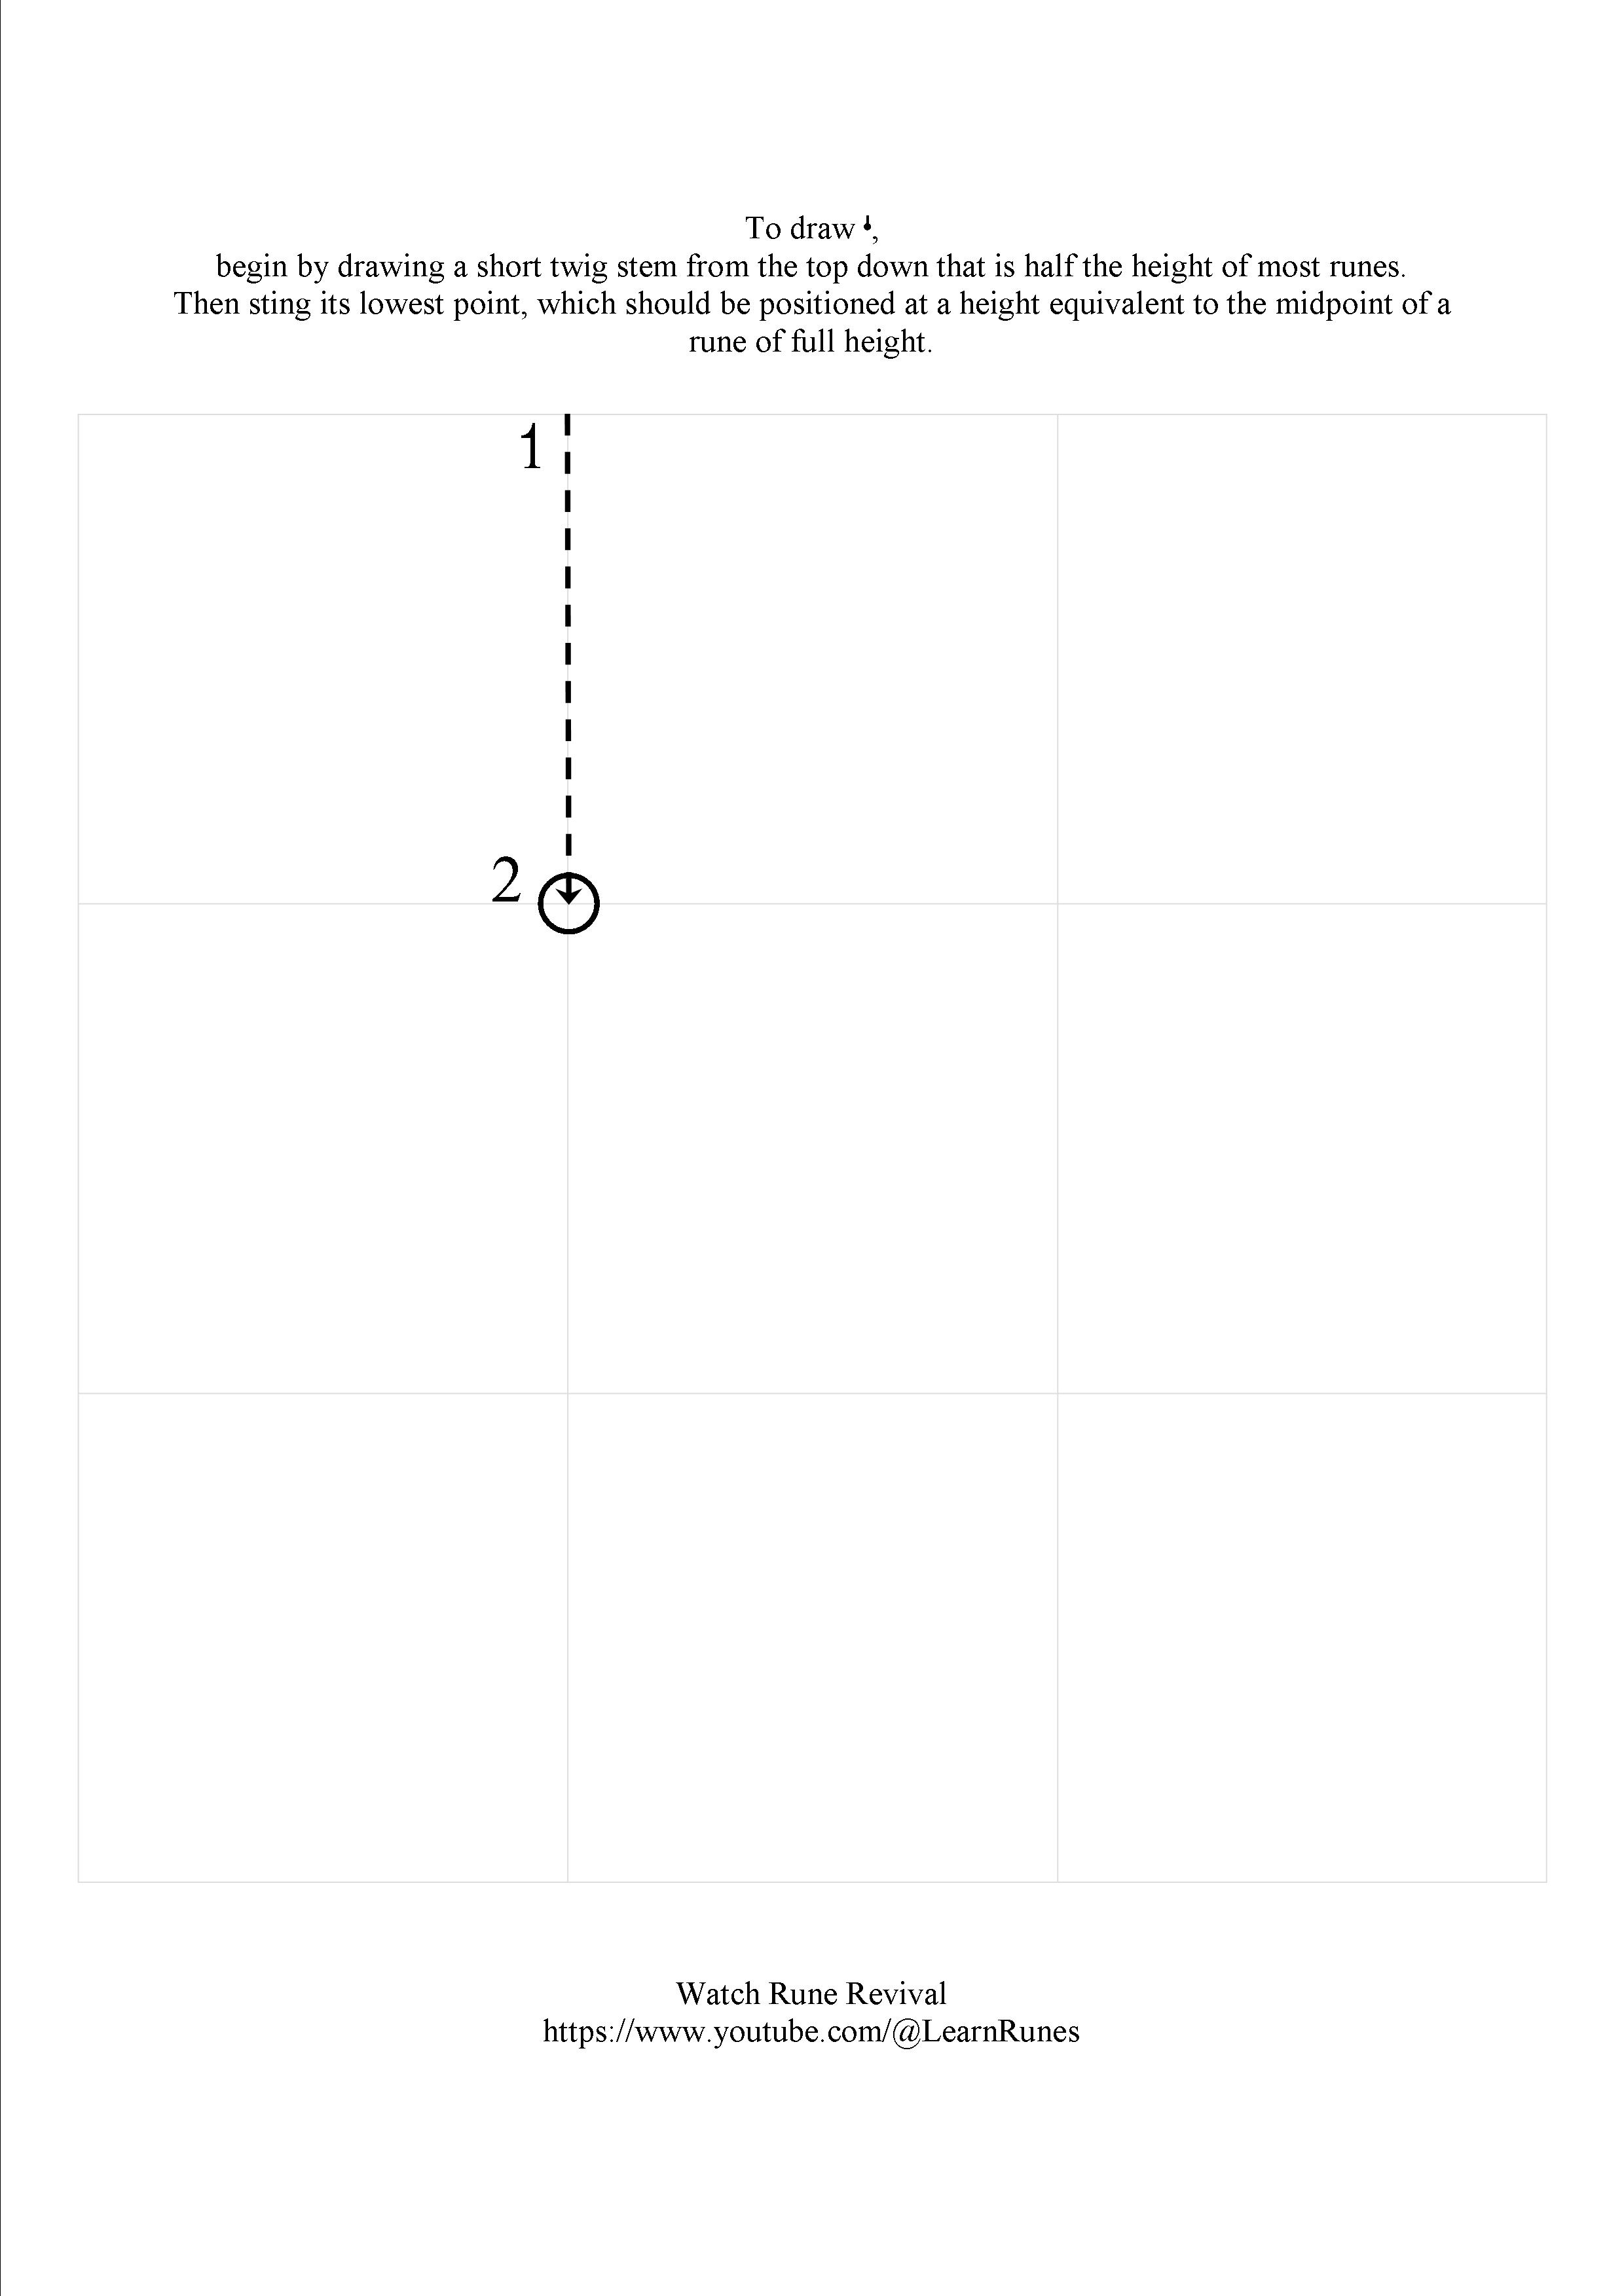 To draw ᛍ,
begin by drawing a short twig stem from the top down that is half the height of most runes.
Then sting its lowest point, which should be positioned at a height equivalent to the midpoint of a
rune of full height.
1
2
Watch Rune Revival
https://www.youtube.com/@LearnRunes